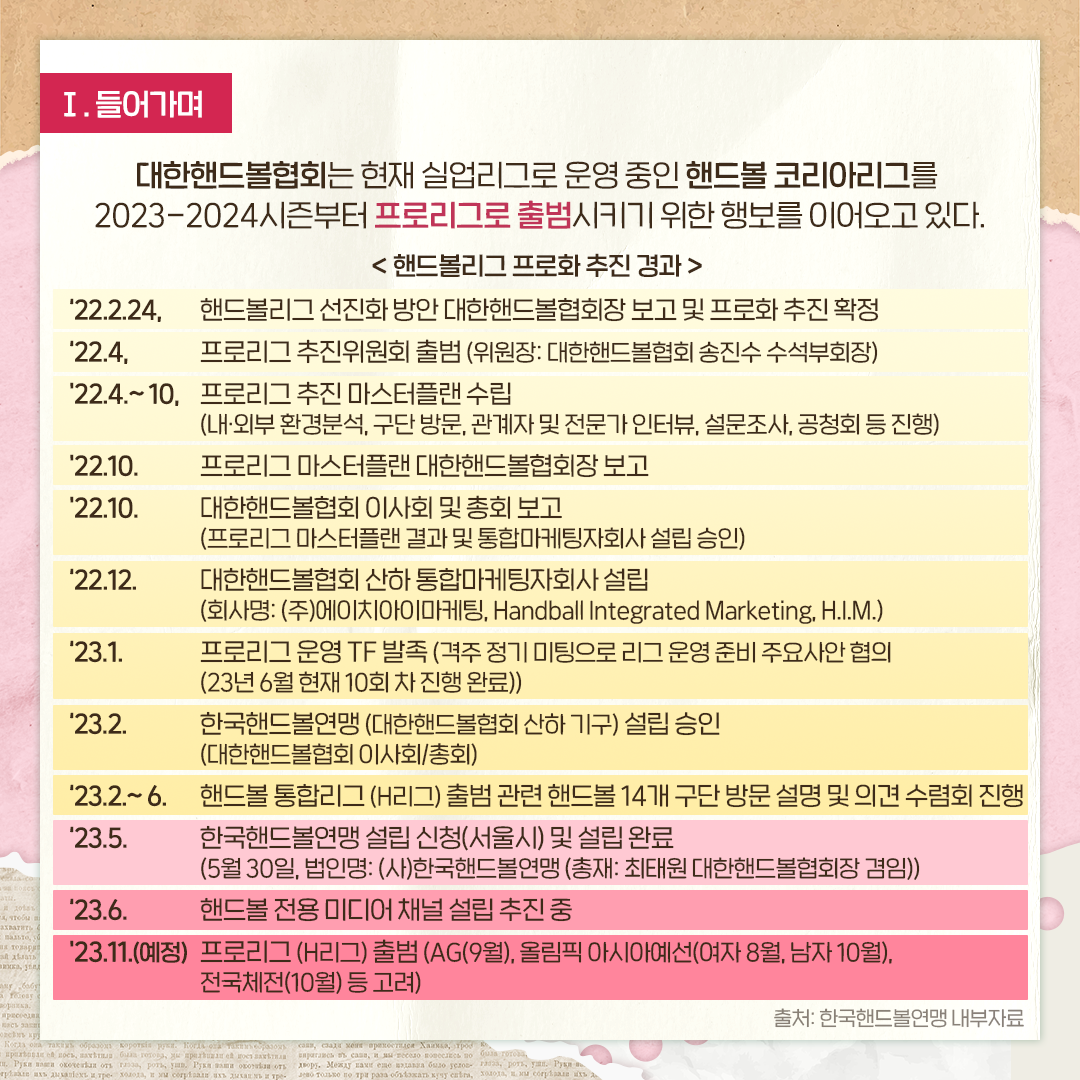 Ⅰ. 들어가며
대한핸드볼협회는 현재 실업리그로 운영 중인 핸드볼 코리아리그를
2023-2024시즌부터 프로리그로 출범시키기 위한 행보를 이어오고 있다.
< 핸드볼리그 프로화 추진 경과 >
'22.2.24, 핸드볼리그 선진화 방안 대한핸드볼협회장 보고 및 프로화 추진 확정
'22.4, 프로리그 추진위원회 출범 (위원장: 대한핸드볼협회 송진수 수석부회장)
'22.4.~ 10, 프로리그 추진 마스터플랜 수립
(내·외부 환경분석, 구단 방문, 관계자 및 전문가 인터뷰, 설문조사, 공청회 등 진행)
'22.10. 프로리그 마스터플랜 대한핸드볼협회장 보고
'22.10. 대한핸드볼협회 이사회 및 총회 보고
(프로리그 마스터플랜 결과 및 통합마케팅자회사 설립 승인)
'22.12. 대한핸드볼협회 산하 통합마케팅자회사 설립
(회사명: (주)에이치아이마케팅, Handball Integrated Marketing, H.I.M.)
'23.1. 프로리그 운영 TF 발족 (격주 정기 미팅으로 리그 운영 준비 주요사안 협의
(23년 6월 현재 10회 차 진행 완료))
'23.2. 한국핸드볼연맹 (대한핸드볼협회 산하 기구) 설립 승인
(대한핸드볼협회 이사회/총회)
'23.2.~ 6. 핸드볼 통합리그 (H리그) 출범 관련 핸드볼 14개 구단 방문 설명 및 의견 수렴회 진행
'23.5. 한국핸드볼연맹 설립 신청(서울시) 및 설립 완료
(5월 30일, 법인명: (사)한국핸드볼연맹 (총재: 최태원 대한핸드볼협회장 겸임))
'23.6. 핸드볼 전용 미디어 채널 설립 추진 중
'23.11.(예정) 프로리그 (H리그) 출범 (AG(9월), 올림픽 아시아예선(여자 8월, 남자 10월),
전국체전(10월) 등 고려)
출처: 한국핸드볼연맹 내부자료